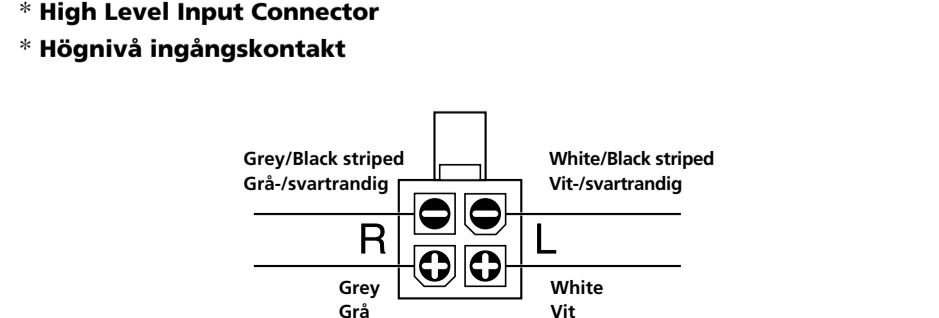 * High Level Input Connector
* Högnivå ingångskontakt
Grey/Black striped
Grå-/svartrandig
White/Black striped
Vit-/svartrandig
R
L
Grey
Grå
White
Vit